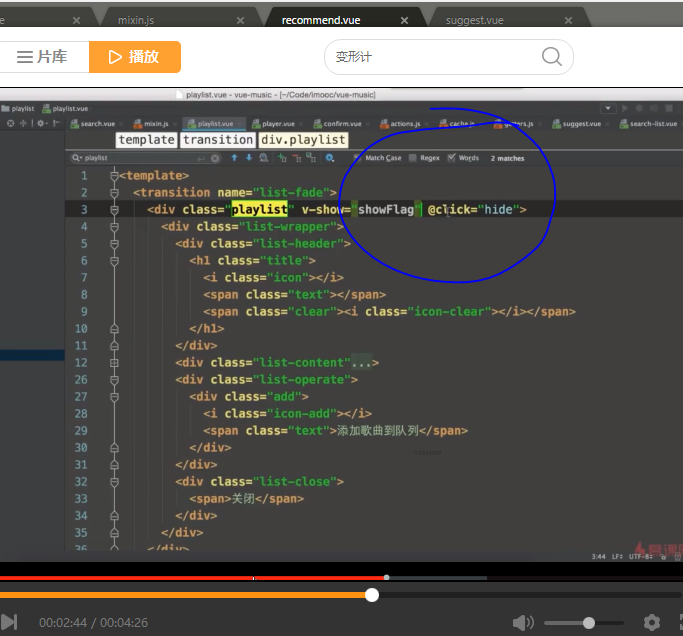 mixin.js × recommend.vue × suggest.vue ×
片库 播放 变形计
playlist.vue - vue-music - [~/Code/imooc/vue-music]
playlist playlist.vue
search.vue mixin.js playlist.vue player.vue confirm.vue actions.js cache.js suggest.vue search-list.vue
template transition div.playlist
playlist Match Case Regex Words 2 matches
1 <template>
2 <transition name="list-fade">
3 <div class="playlist" v-show="showFlag" @click="hide">
4 <div class="list-wrapper">
5 <div class="list-header">
6 <h1 class="title">
7 <i class="icon"></i>
8 <span class="text"></span>
9 <span class="clear"><i class="icon-clear"></i></span>
10 </h1>
11 </div>
12 <div class="list-content"...>
26 <div class="list-operate">
27 <div class="add">
28 <i class="icon-add"></i>
29 <span class="text">添加歌曲到队列</span>
30 </div>
31 </div>
32 <div class="list-close">
33 <span>关闭</span>
34 </div>
35 </div>
36 </div>
3:44 LF÷ UTF-8÷
00:02:44 / 00:04:26